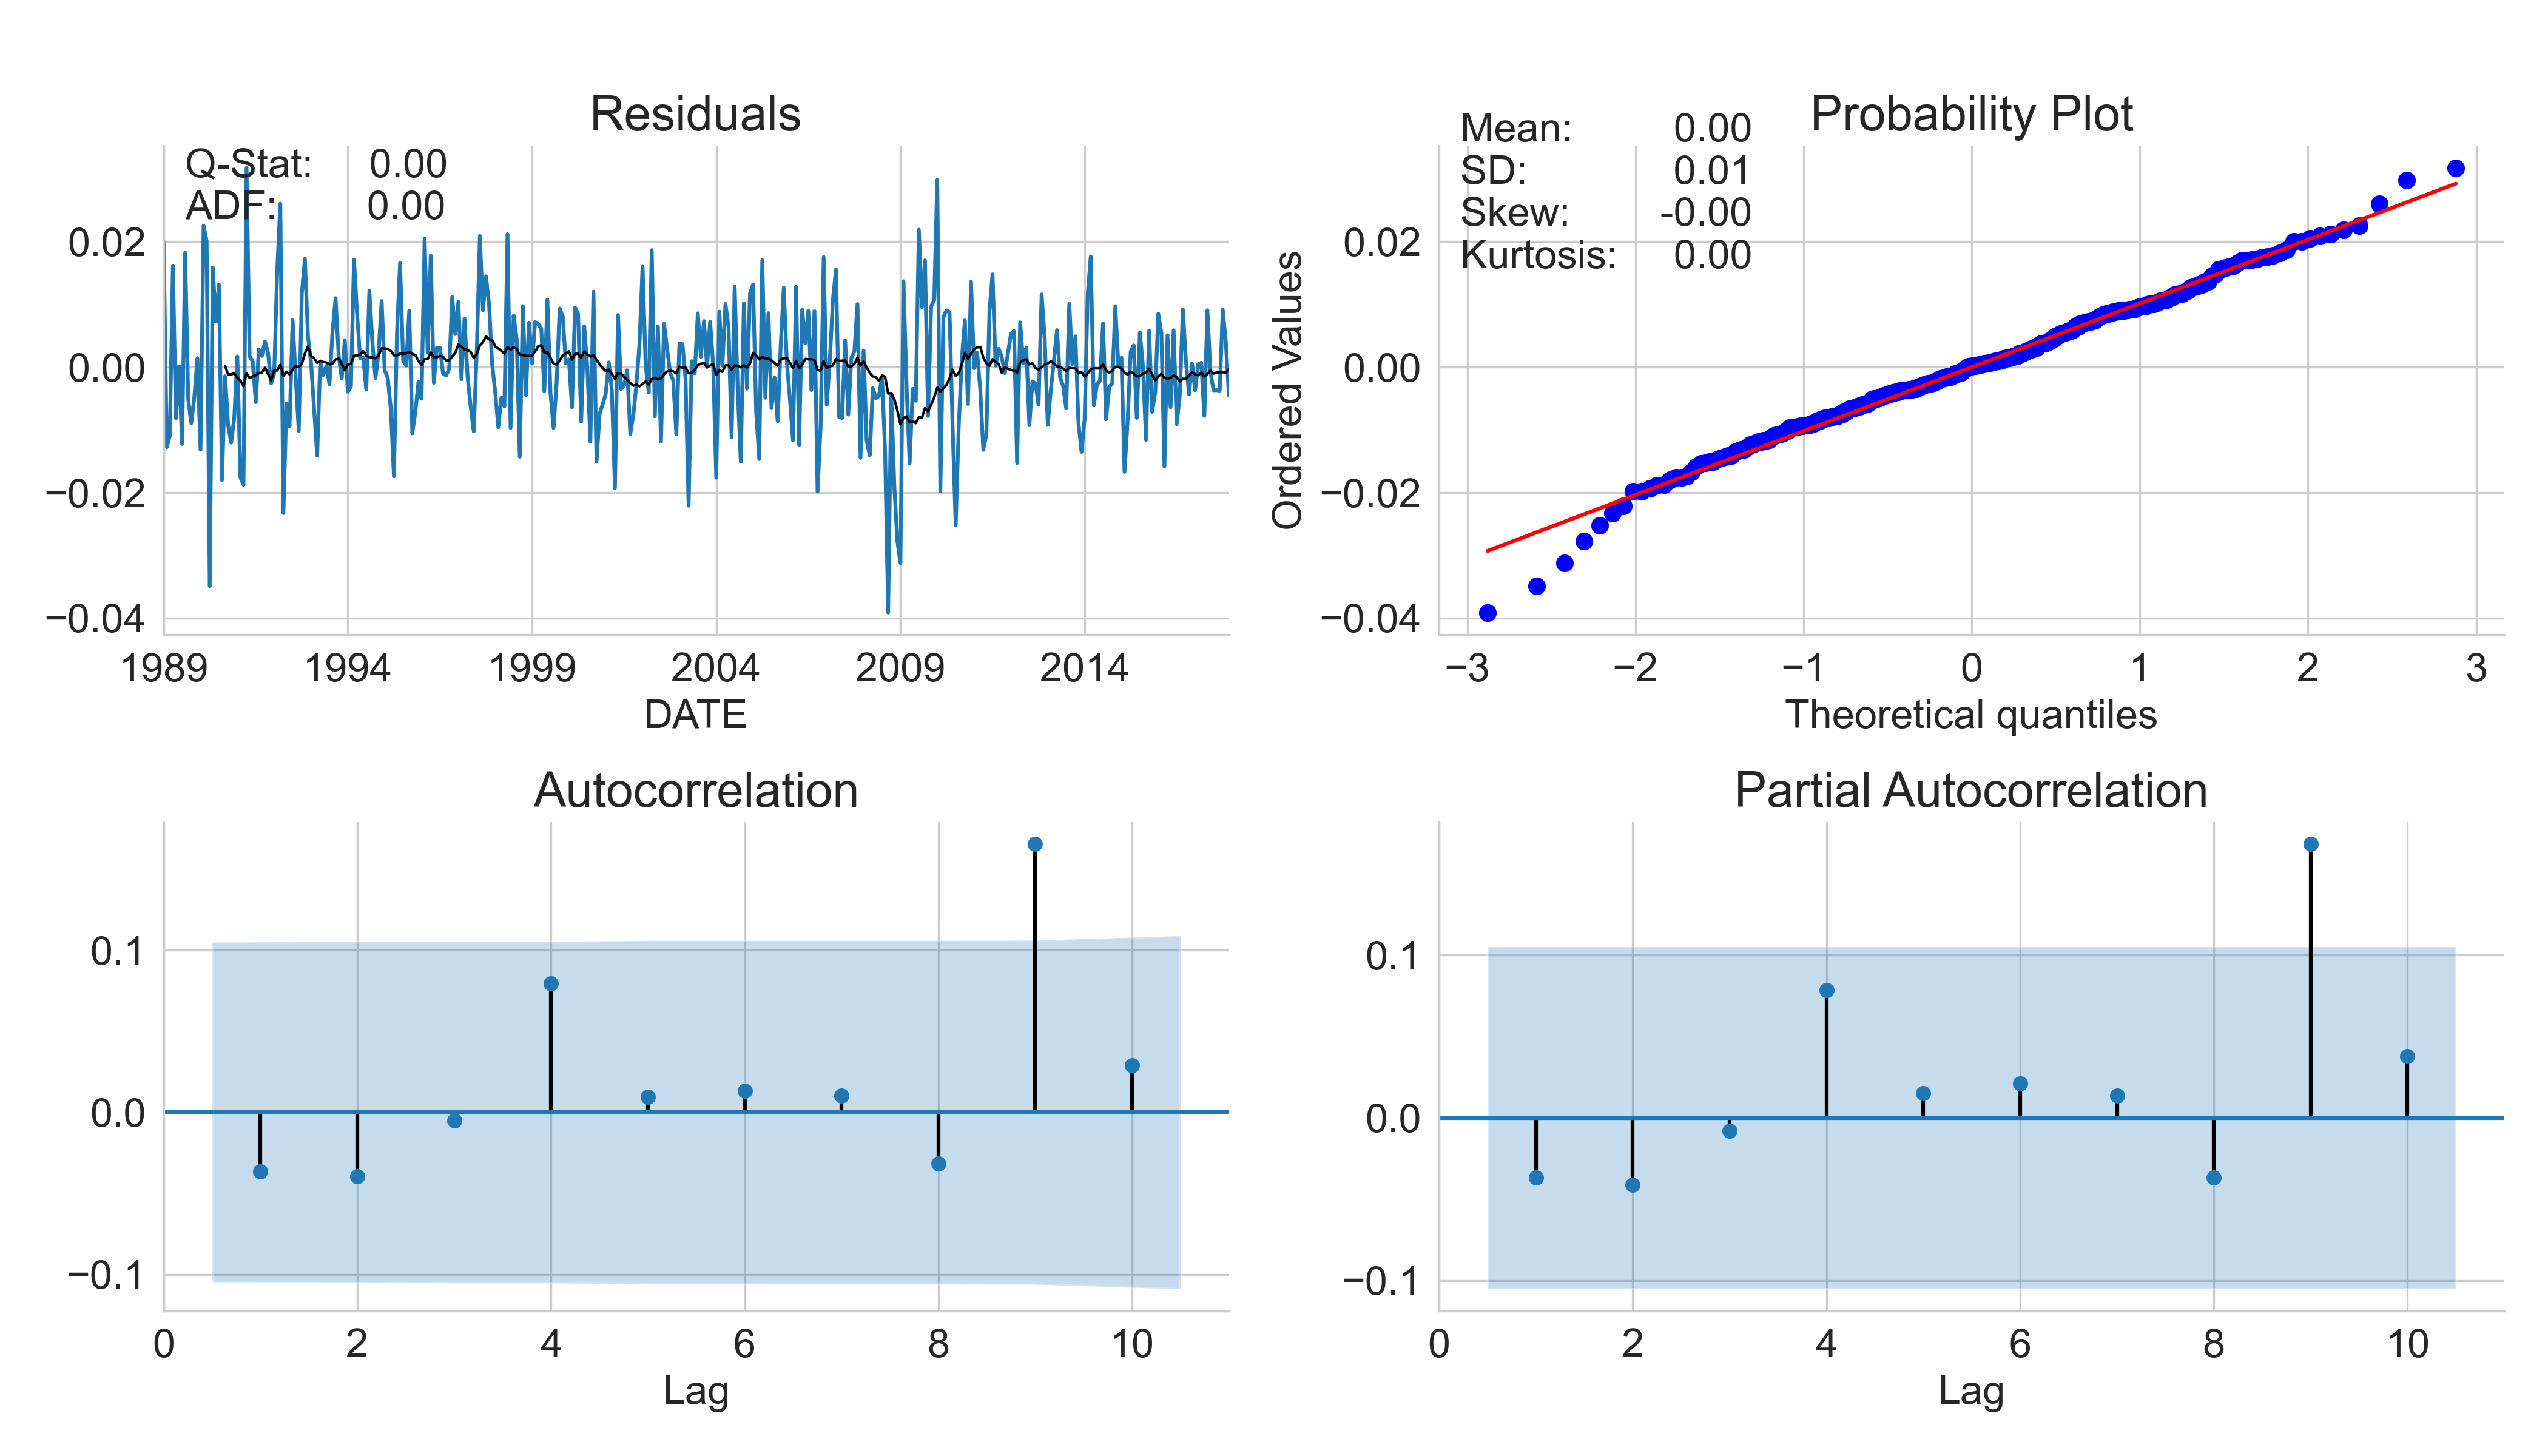 Residuals
Q-Stat: 0.00
ADF: 0.00
0.02
0.00
−0.02
−0.04
1989 1994 1999 2004 2009 2014
DATE
Probability Plot
Mean: 0.00
SD: 0.01
Skew: -0.00
Kurtosis: 0.00
Ordered Values
0.02
0.00
−0.02
−0.04
−3 −2 −1 0 1 2 3
Theoretical quantiles
Autocorrelation
0.1
0.0
−0.1
0 2 4 6 8 10
Lag
Partial Autocorrelation
0.1
0.0
−0.1
0 2 4 6 8 10
Lag